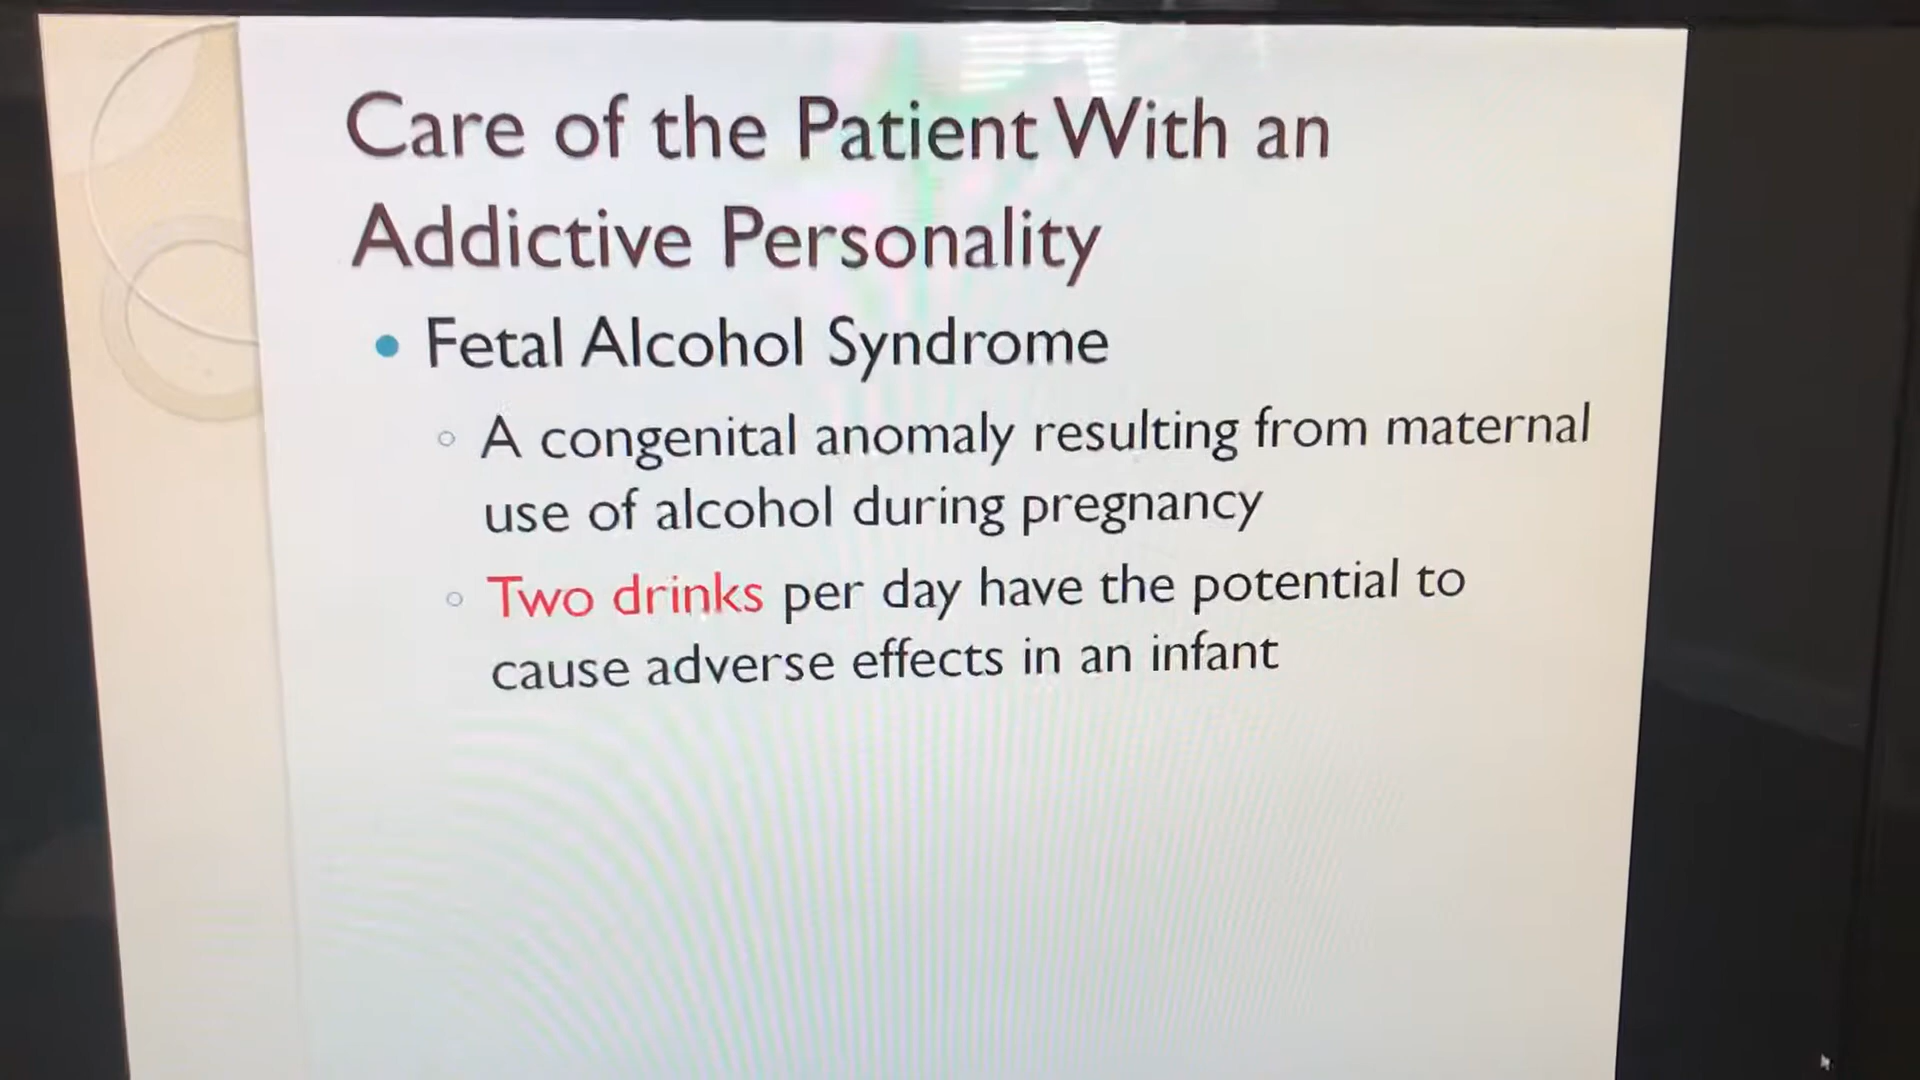 Care of the Patient With an
Addictive Personality
• Fetal Alcohol Syndrome
◦ A congenital anomaly resulting from maternal
use of alcohol during pregnancy
◦ Two drinks per day have the potential to
cause adverse effects in an infant